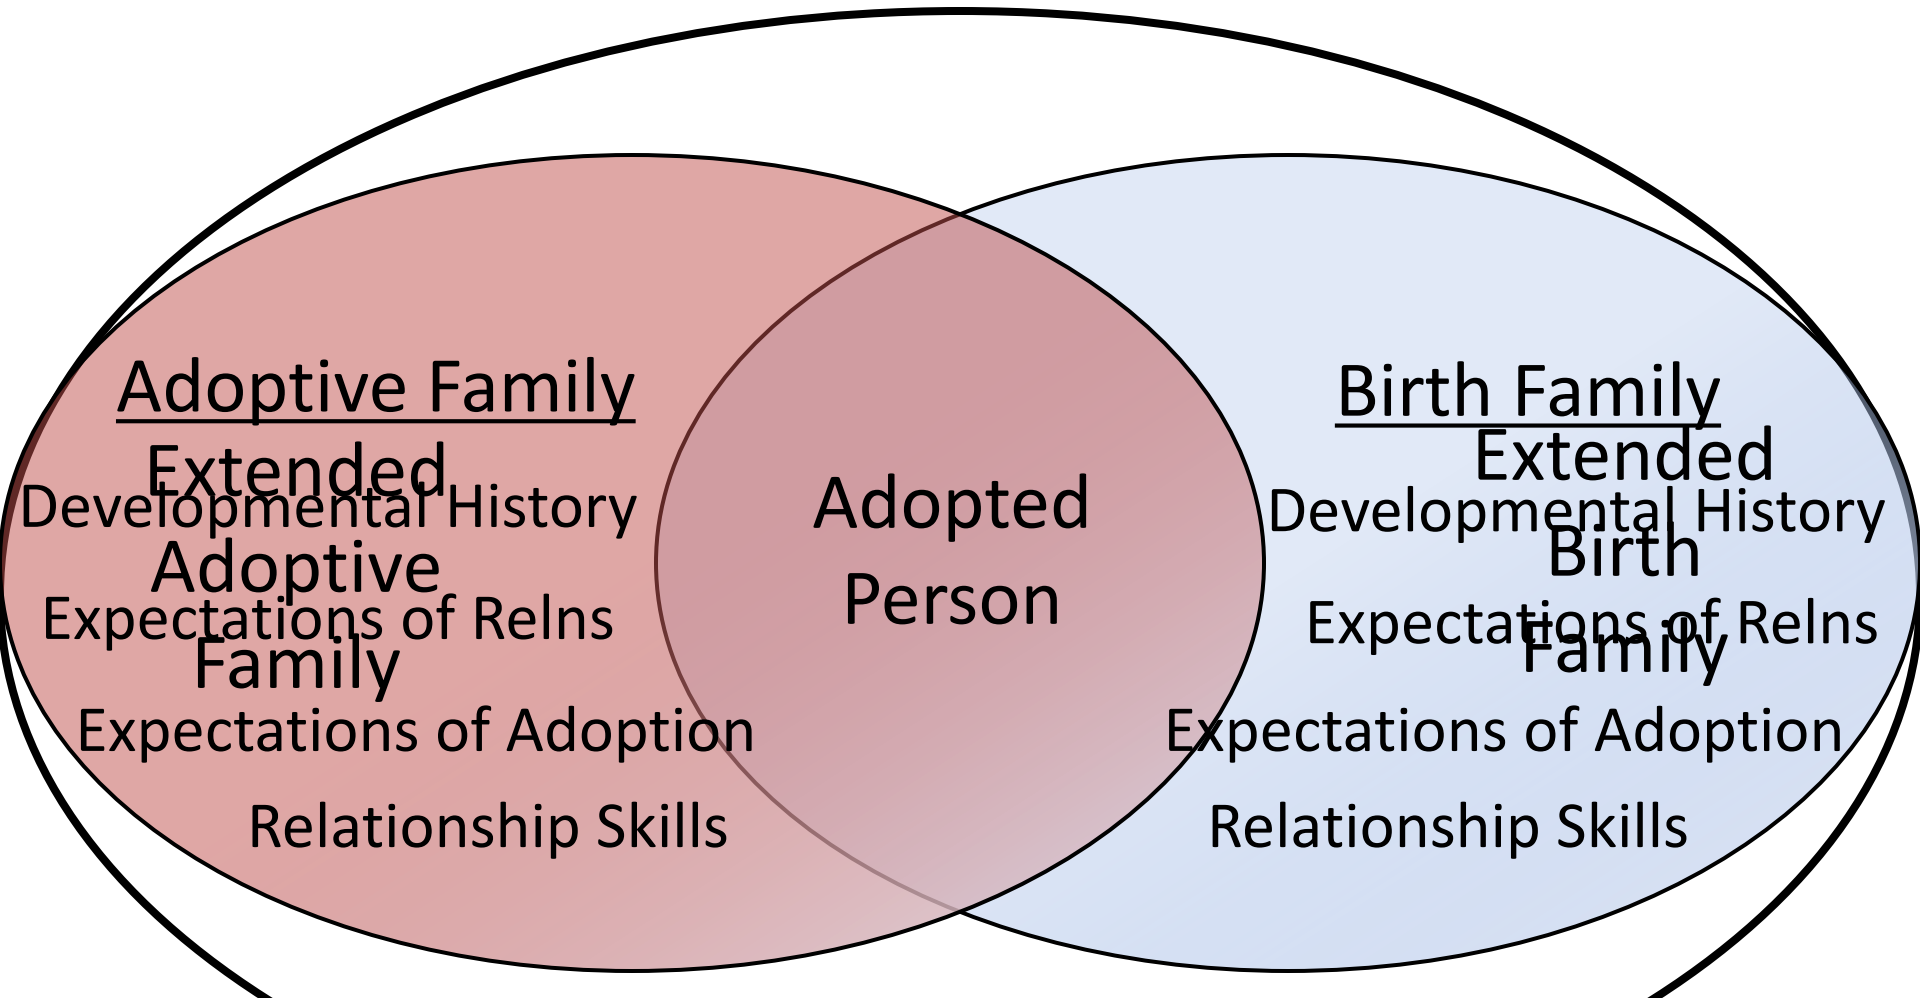 Adoptive Family
Extended
Developmental History
Adoptive
Expectations of Relns
Family
Expectations of Adoption
Relationship Skills
Adopted
Person
Birth Family
Extended
Developmental History
Birth
Expectations of Relns
Family
Expectations of Adoption
Relationship Skills